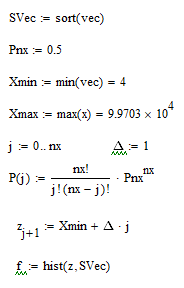 SVec := sort(vec)
Pnx := 0.5
Xmin := min(vec) = 4
Xmax := max(x) = 9.9703 × 10^4
j := 0.. nx Δ := 1
P(j) := nx! / j!(nx − j)! · Pnx^nx
z_j+1 := Xmin + Δ · j
f := hist(z,SVec)